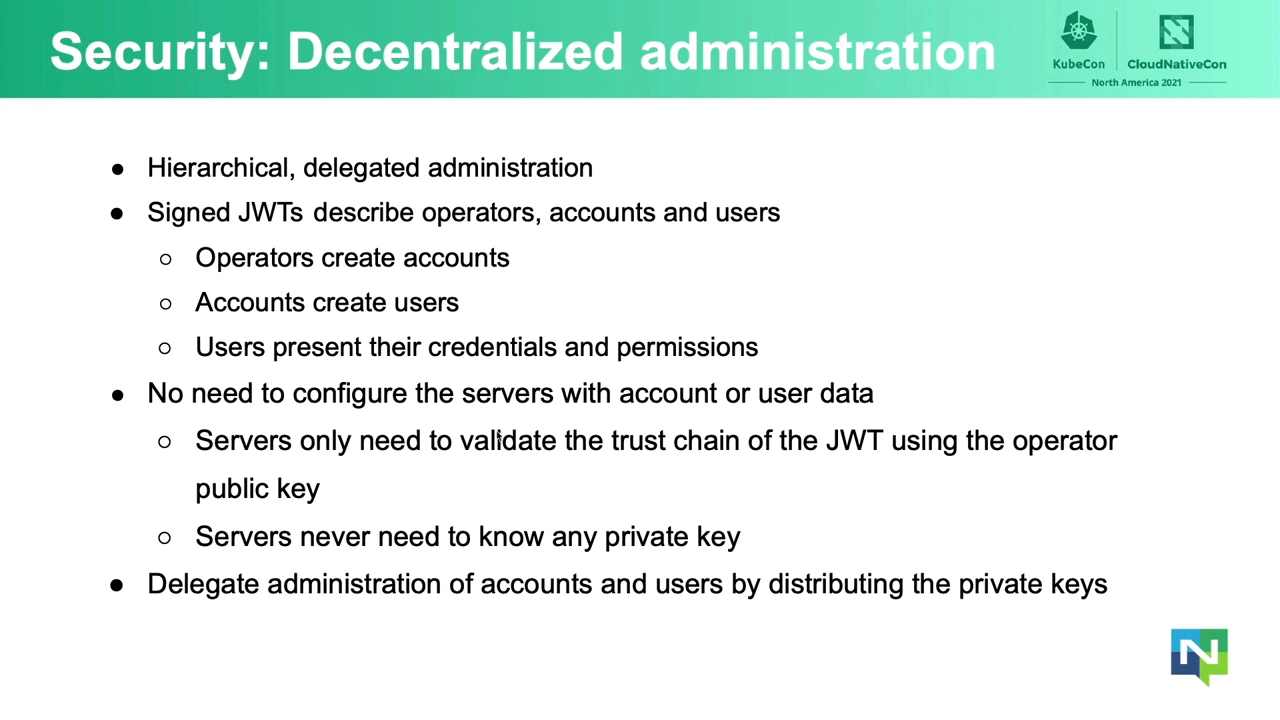 Security: Decentralized administration
KubeCon
CloudNativeCon
North America 2021
● Hierarchical, delegated administration
● Signed JWTs describe operators, accounts and users
○ Operators create accounts
○ Accounts create users
○ Users present their credentials and permissions
● No need to configure the servers with account or user data
○ Servers only need to validate the trust chain of the JWT using the operator
public key
○ Servers never need to know any private key
● Delegate administration of accounts and users by distributing the private keys
N